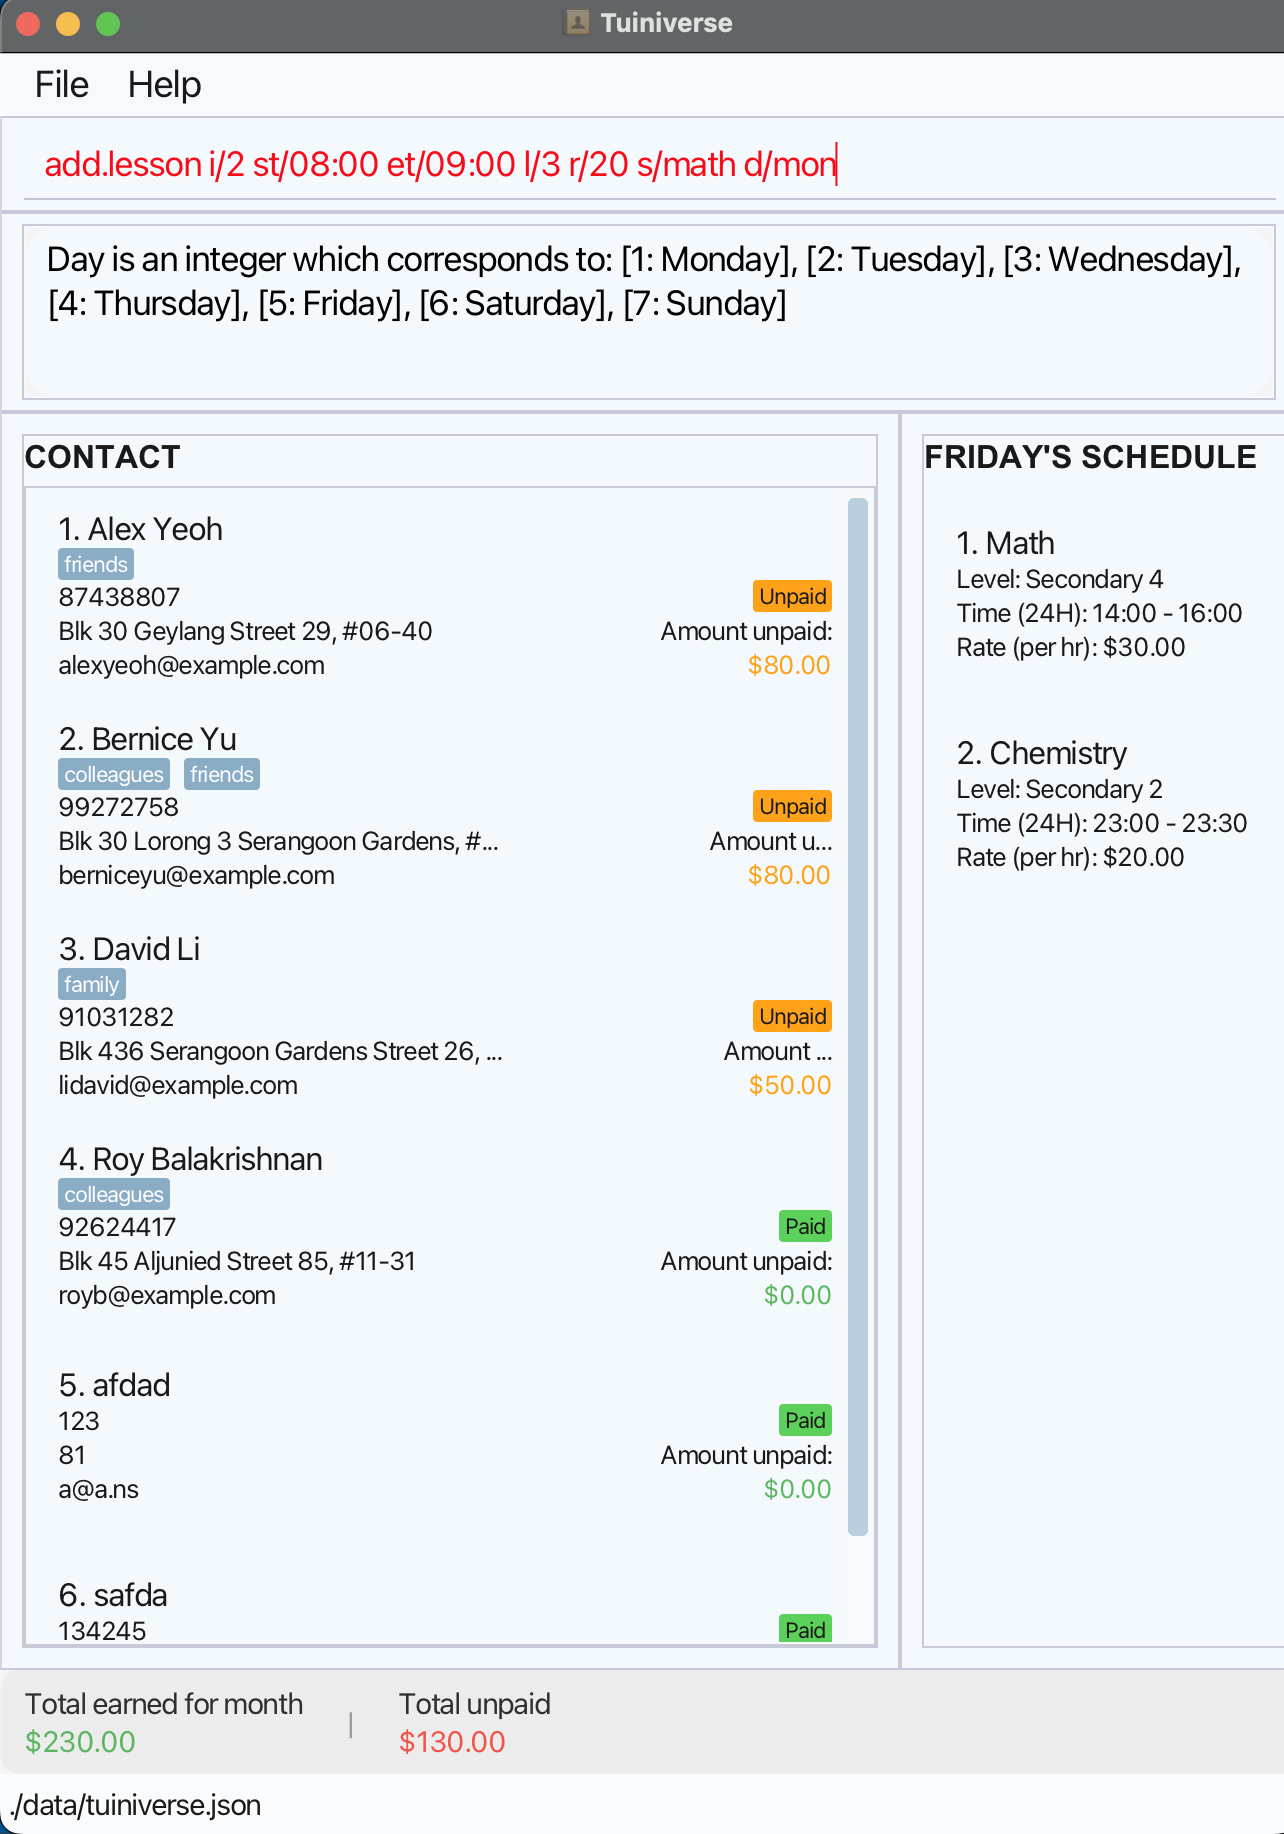 Tuiniverse
File Help
add.lesson i/2 st/08:00 et/09:00 l/3 r/20 s/math d/mon
Day is an integer which corresponds to: [1: Monday], [2: Tuesday], [3: Wednesday],
[4: Thursday], [5: Friday], [6: Saturday], [7: Sunday]
CONTACT
1. Alex Yeoh
friends
87438807
Unpaid
Blk 30 Geylang Street 29, #06-40
Amount unpaid:
alexyeoh@example.com
$80.00
2. Bernice Yu
colleagues friends
99272758
Unpaid
Blk 30 Lorong 3 Serangoon Gardens, #...
Amount u...
berniceyu@example.com
$80.00
3. David Li
family
91031282
Unpaid
Blk 436 Serangoon Gardens Street 26, ...
Amount ...
lidavid@example.com
$50.00
4. Roy Balakrishnan
colleagues
92624417
Paid
Blk 45 Aljunied Street 85, #11-31
Amount unpaid:
royb@example.com
$0.00
5. afdad
123
Paid
81
Amount unpaid:
a@a.ns
$0.00
6. safda
134245
Paid
FRIDAY'S SCHEDULE
1. Math
Level: Secondary 4
Time (24H): 14:00 - 16:00
Rate (per hr): $30.00
2. Chemistry
Level: Secondary 2
Time (24H): 23:00 - 23:30
Rate (per hr): $20.00
Total earned for month
$230.00
Total unpaid
$130.00
./data/tuiniverse.json